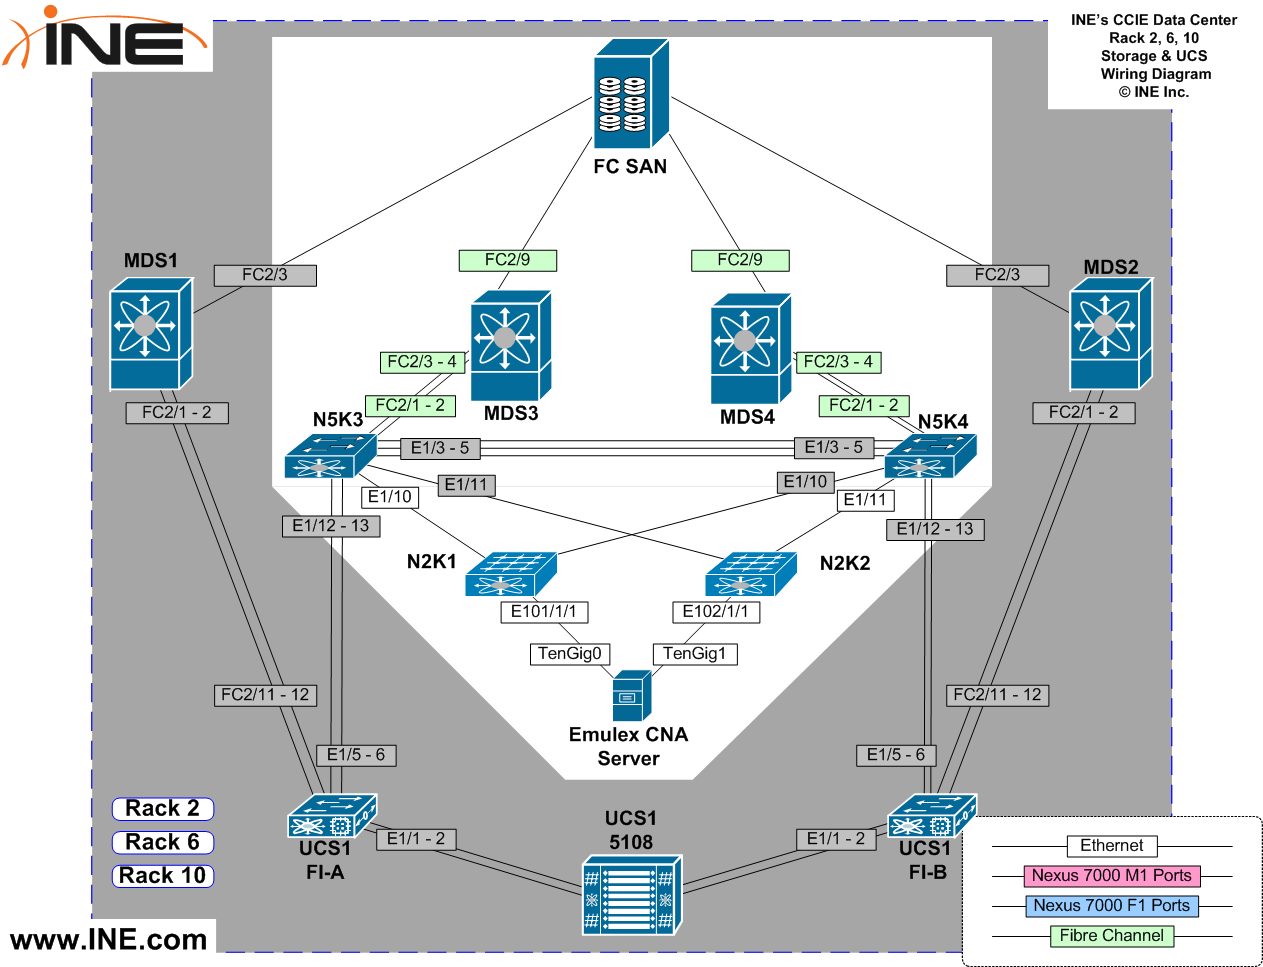 INE
INE's CCIE Data Center
Rack 2, 6, 10
Storage & UCS
Wiring Diagram
© INE Inc.
FC SAN
MDS1
FC2/3
FC2/9
FC2/9
FC2/3
MDS2
FC2/3 - 4
MDS3
MDS4
FC2/3 - 4
FC2/1 - 2
FC2/1 - 2
FC2/1 - 2
FC2/1 - 2
N5K3
N5K4
E1/3 - 5
E1/3 - 5
E1/10
E1/11
E1/10
E1/11
E1/12 - 13
E1/12 - 13
N2K1
N2K2
E101/1/1
E102/1/1
TenGig0
TenGig1
Emulex CNA
Server
FC2/11 - 12
FC2/11 - 12
E1/5 - 6
E1/5 - 6
Rack 2
Rack 6
Rack 10
UCS1
FI-A
E1/1 - 2
UCS1
5108
E1/1 - 2
UCS1
FI-B
Ethernet
Nexus 7000 M1 Ports
Nexus 7000 F1 Ports
Fibre Channel
www.INE.com